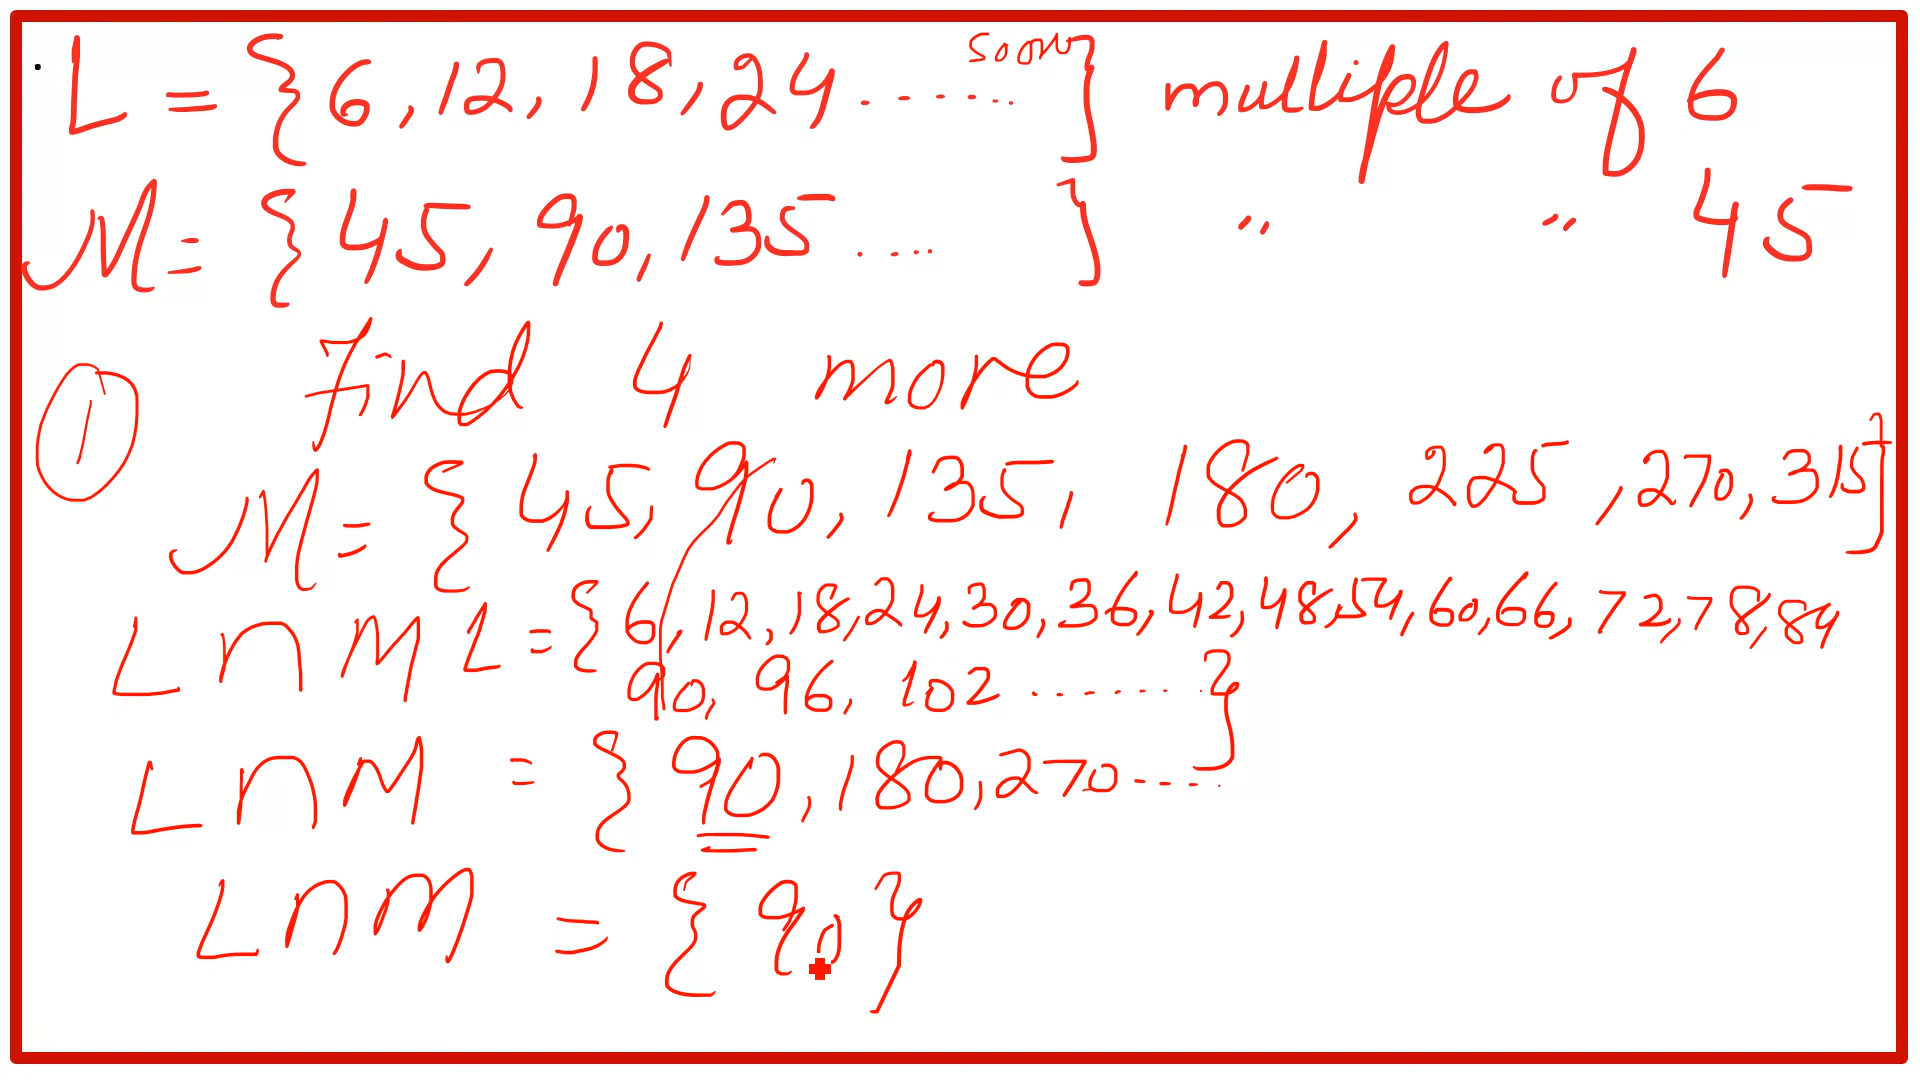 L = {6, 12, 18, 24 ...... soon} multiple of 6
M = {45, 90, 135 .... } " " 45
① Find 4 more
M = {45, 90, 135, 180, 225, 270, 315}
L∩M L = {6, 12, 18, 24, 30, 36, 42, 48, 54, 60, 66, 72, 78, 84
90, 96, 102 ........}
L∩M = {90, 180, 270 ....
L∩M = {90}